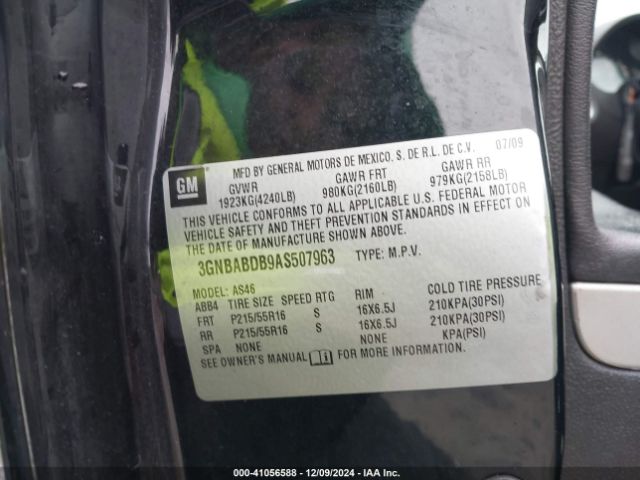 MFD BY GENERAL MOTORS DE MEXICO, S. DE R.L. DE C.V. 07/09
GM
GVWR GAWR FRT GAWR RR
1923KG(4240LB) 980KG(2160LB) 979KG(2158LB)
THIS VEHICLE CONFORMS TO ALL APPLICABLE U.S. FEDERAL MOTOR
VEHICLE SAFETY AND THEFT PREVENTION STANDARDS IN EFFECT ON
THE DATE OF MANUFACTURE SHOWN ABOVE.
3GNBABDB9AS507963 TYPE: M.P.V.
MODEL: AS46
ABB4 TIRE SIZE SPEED RTG RIM COLD TIRE PRESSURE
FRT P215/55R16 S 16X6.5J 210KPA(30PSI)
RR P215/55R16 S 16X6.5J 210KPA(30PSI)
SPA NONE NONE KPA(PSI)
SEE OWNER'S MANUAL FOR MORE INFORMATION.
000-41056588 - 12/09/2024 - IAA Inc.